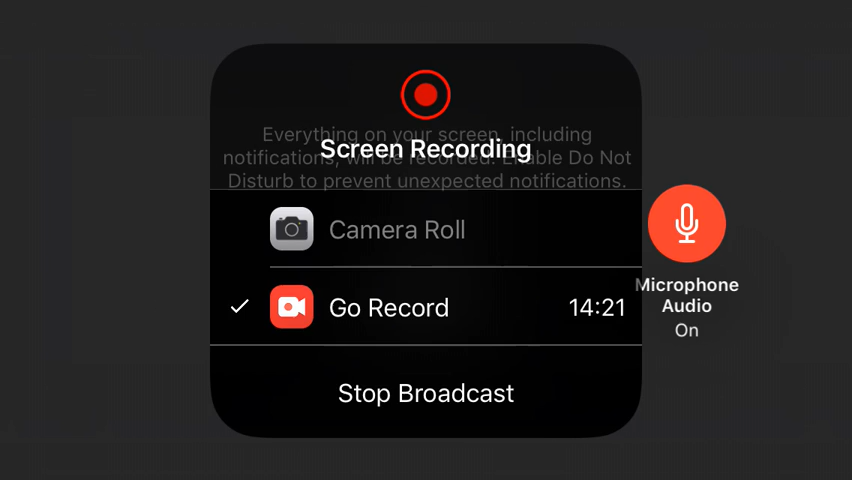 Everything on your screen, including
Screen Recording
notifications, will be recorded. Enable Do Not
Disturb to prevent unexpected notifications.
Camera Roll
Go Record 14:21
Stop Broadcast
Microphone
Audio
On